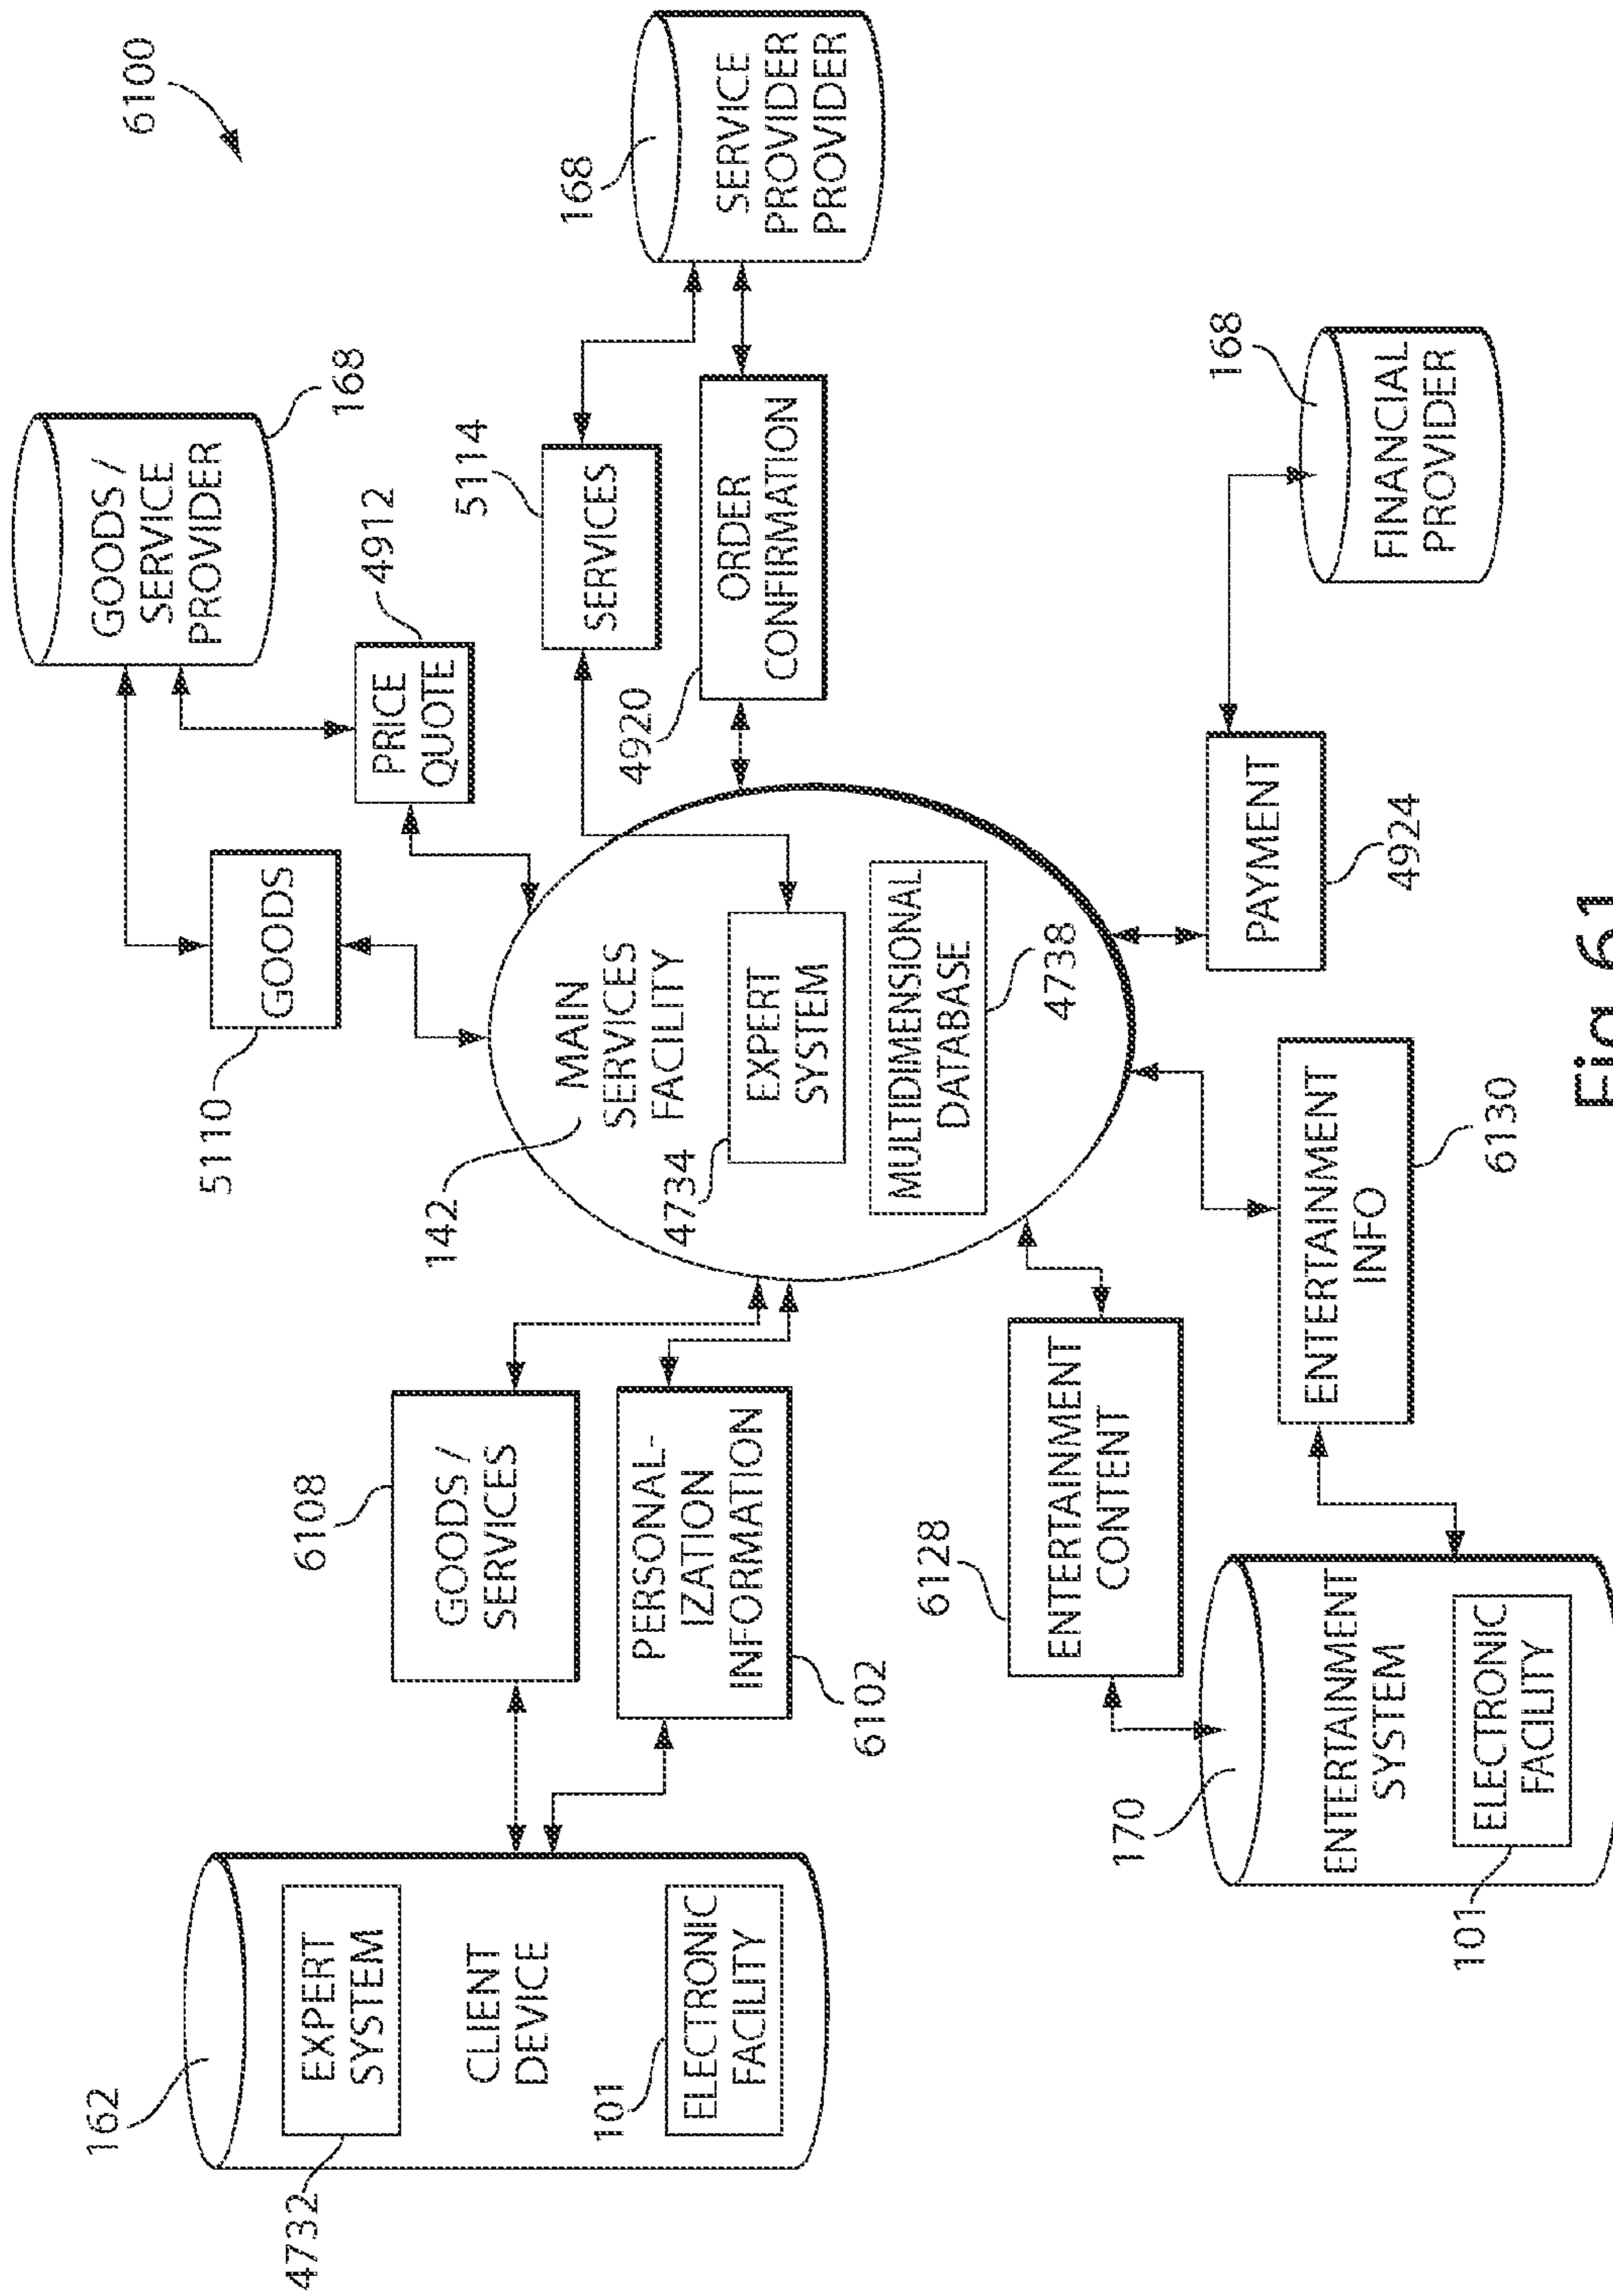 6100
162
4732
EXPERT
SYSTEM
CLIENT
DEVICE
101
ELECTRONIC
FACILITY
6108
GOODS /
SERVICES
PERSONAL-
IZATION
INFORMATION
6102
5110
GOODS
GOODS /
SERVICE
PROVIDER
168
PRICE
QUOTE
4912
142
MAIN
SERVICES
FACILITY
4734
EXPERT
SYSTEM
MULTIDIMENSIONAL
DATABASE
4738
5114
SERVICES
4920
ORDER
CONFIRMATION
168
SERVICE
PROVIDER
PROVIDER
6128
ENTERTAINMENT
CONTENT
170
ENTERTAINMENT
SYSTEM
101
ELECTRONIC
FACILITY
ENTERTAINMENT
INFO
6130
PAYMENT
4924
168
FINANCIAL
PROVIDER
Fig. 61